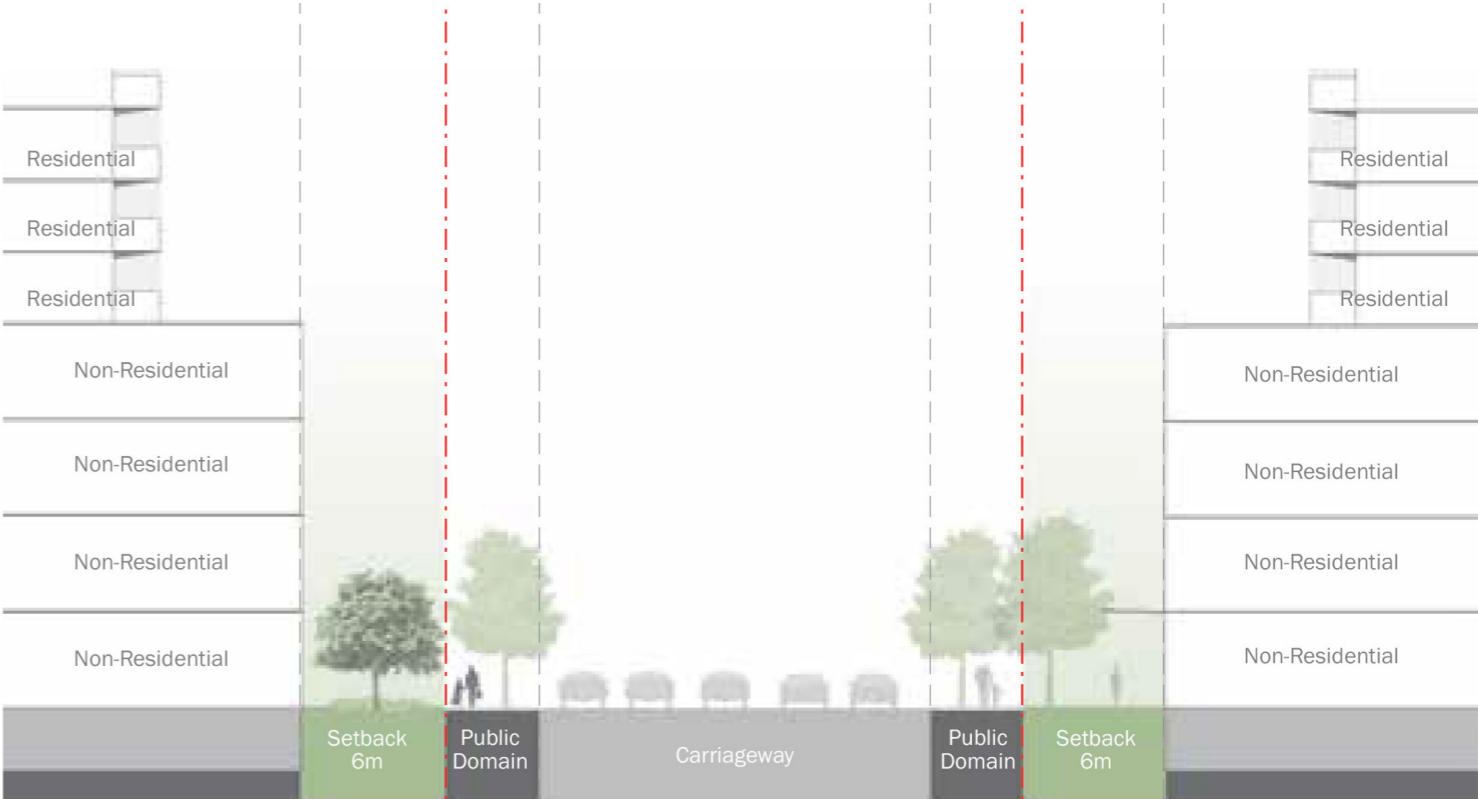 Residential
Residential
Residential
Residential
Residential
Residential
Non-Residential
Non-Residential
Non-Residential
Non-Residential
Non-Residential
Non-Residential
Non-Residential
Non-Residential
Setback
6m
Public
Domain
Carriageway
Public
Domain
Setback
6m